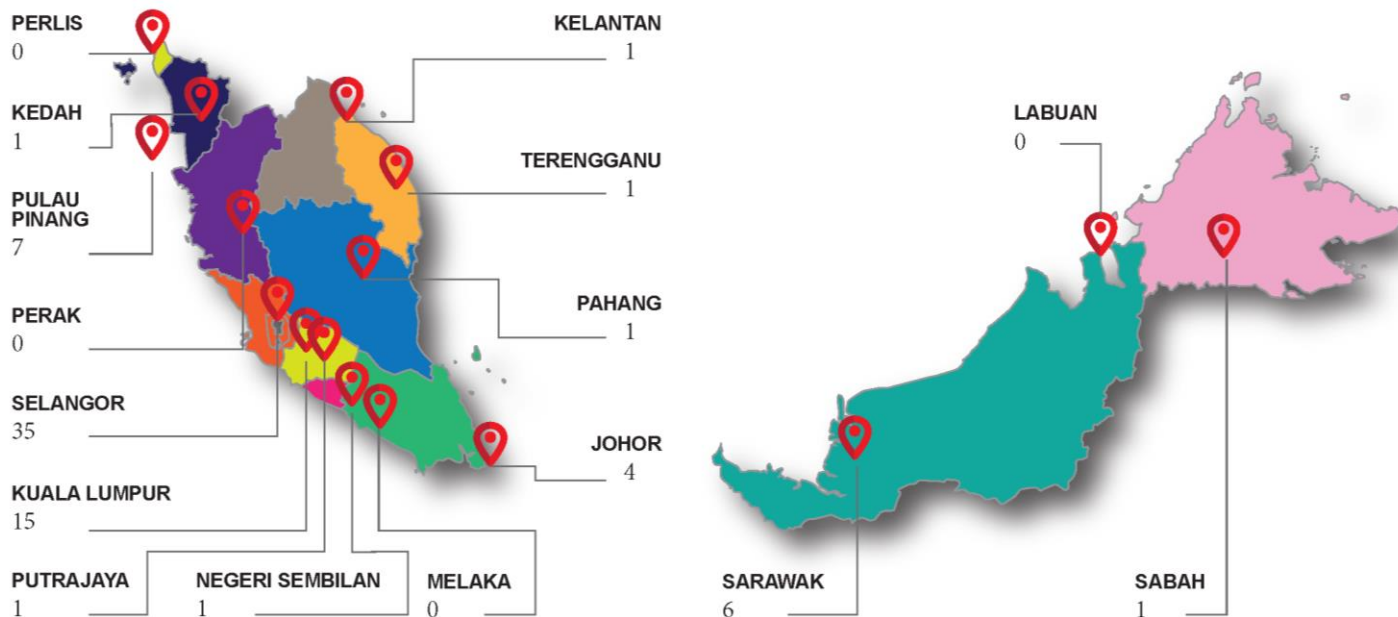 PERLIS
0
KEDAH
1
PULAU
PINANG
7
PERAK
0
SELANGOR
35
KUALA LUMPUR
15
PUTRAJAYA
1
NEGERI SEMBILAN
1
MELAKA
0
KELANTAN
1
TERENGGANU
1
PAHANG
1
JOHOR
4
LABUAN
0
SARAWAK
6
SABAH
1